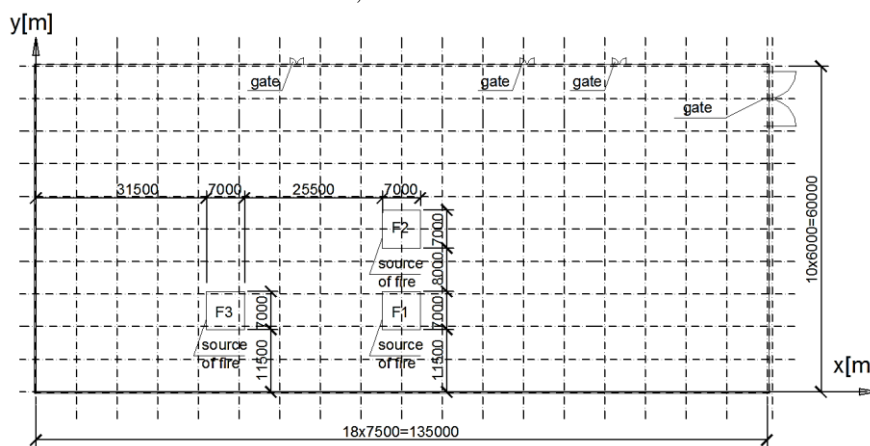 y[m]
gate
gate
gate
gate
31500
7000
25500
7000
F2
7000
source
of fire
8000
10x6000=60000
F3
7000
F1
7000
source
of fire
11500
source
of fire
11500
x[m
18x7500=135000